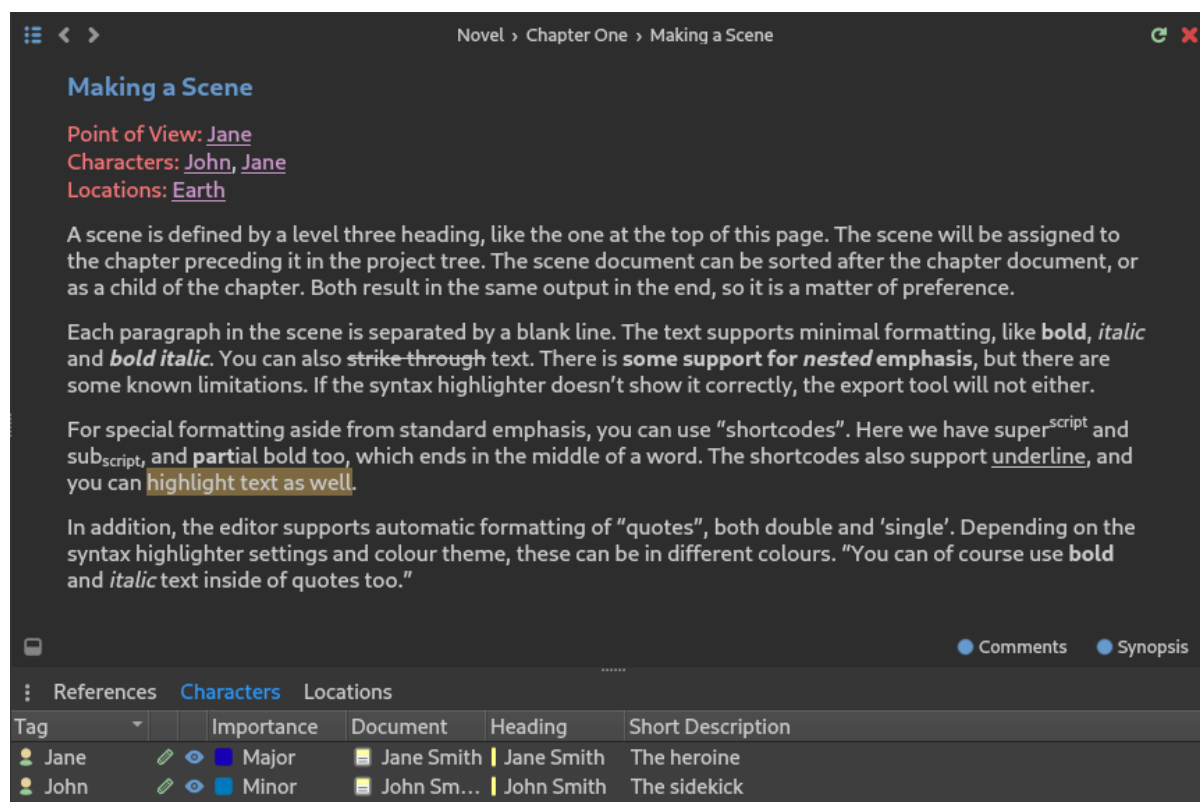 Novel › Chapter One › Making a Scene
Making a Scene
Point of View: Jane
Characters: John, Jane
Locations: Earth
A scene is defined by a level three heading, like the one at the top of this page. The scene will be assigned to
the chapter preceding it in the project tree. The scene document can be sorted after the chapter document, or
as a child of the chapter. Both result in the same output in the end, so it is a matter of preference.
Each paragraph in the scene is separated by a blank line. The text supports minimal formatting, like bold, italic
and bold italic. You can also strike through text. There is some support for nested emphasis, but there are
some known limitations. If the syntax highlighter doesn’t show it correctly, the export tool will not either.
For special formatting aside from standard emphasis, you can use “shortcodes”. Here we have superscript and
subscript, and partial bold too, which ends in the middle of a word. The shortcodes also support underline, and
you can highlight text as well.
In addition, the editor supports automatic formatting of “quotes”, both double and ‘single’. Depending on the
syntax highlighter settings and colour theme, these can be in different colours. “You can of course use bold
and italic text inside of quotes too.”
Comments Synopsis
References Characters Locations
Tag Importance Document Heading Short Description
Jane Major Jane Smith Jane Smith The heroine
John Minor John Sm... John Smith The sidekick